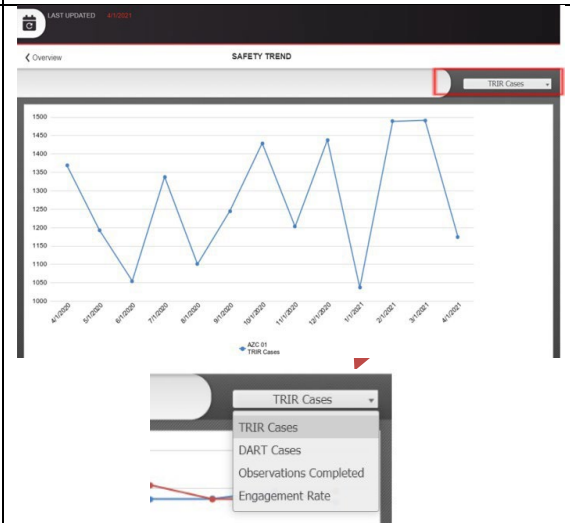 LAST UPDATED 4/1/2021
Overview
SAFETY TREND
TRIR Cases
1500
1450
1400
1350
1300
1250
1200
1150
1100
1050
1000
4/1/2020 5/1/2020 6/1/2020 7/1/2020 8/1/2020 9/1/2020 10/1/2020 11/1/2020 12/1/2020 1/1/2021 2/1/2021 3/1/2021 4/1/2021
AZC 01
TRIR Cases
TRIR Cases
TRIR Cases
DART Cases
Observations Completed
Engagement Rate